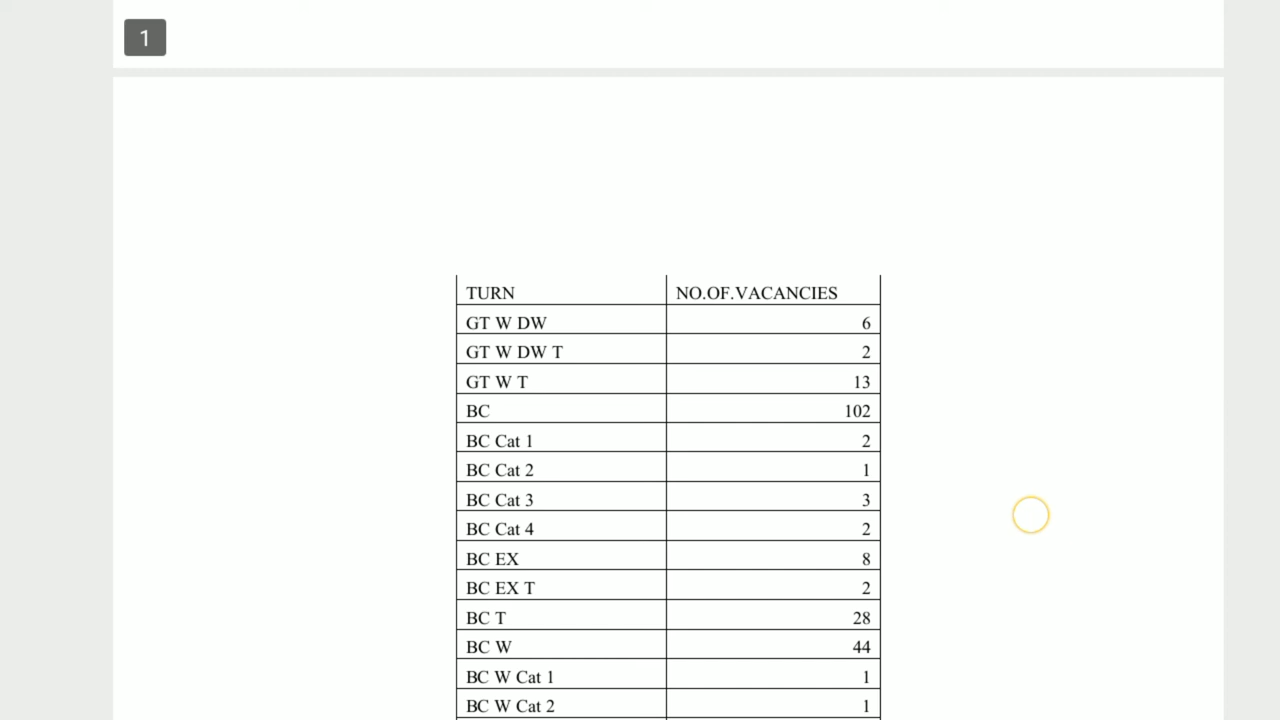 1
TURN NO.OF.VACANCIES
GT W DW 6
GT W DW T 2
GT W T 13
BC 102
BC Cat 1 2
BC Cat 2 1
BC Cat 3 3
BC Cat 4 2
BC EX 8
BC EX T 2
BC T 28
BC W 44
BC W Cat 1 1
BC W Cat 2 1